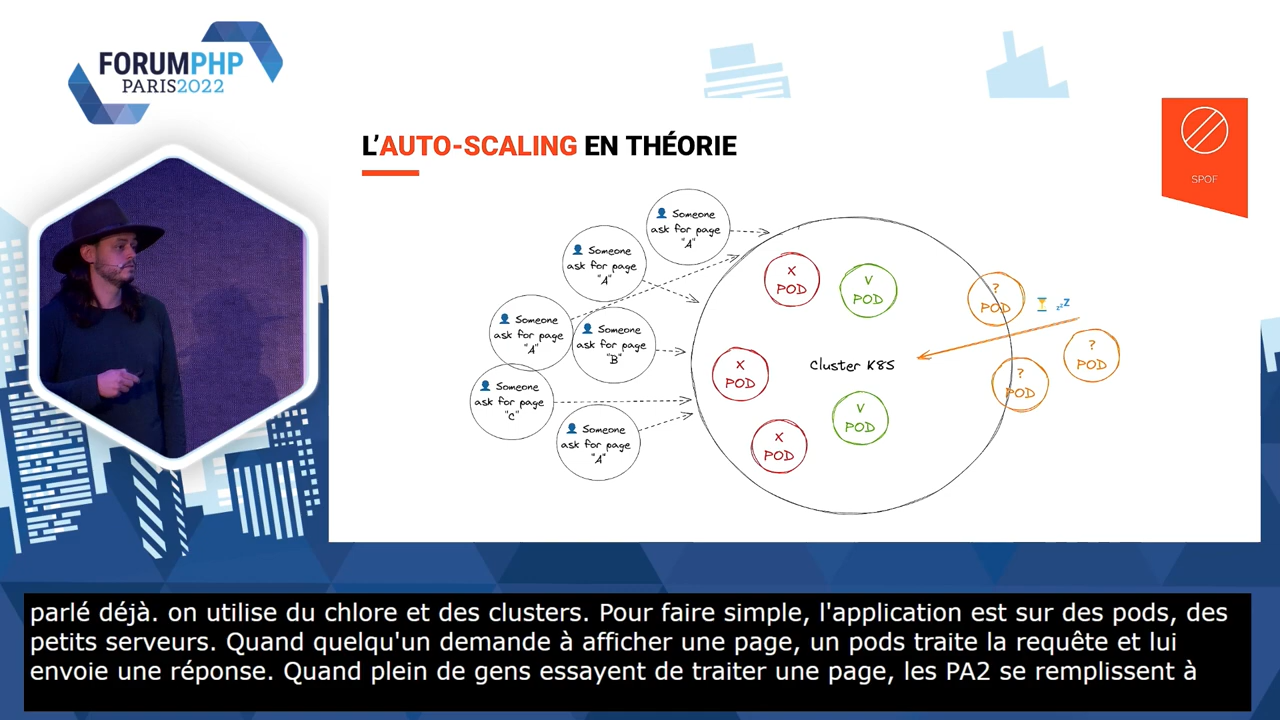 FORUMPHP
PARIS2022
L'AUTO-SCALING EN THÉORIE
SPOF
Someone
ask for page
"A"
Someone
ask for page
"A"
Someone
ask for page
"A"
Someone
ask for page
"B"
Someone
ask for page
"C"
Someone
ask for page
"A"
X
POD
V
POD
X
POD
Cluster K8S
V
POD
X
POD
?
POD
zzZ
?
POD
?
POD
parlé déjà. on utilise du chlore et des clusters. Pour faire simple, l'application est sur des pods, des
petits serveurs. Quand quelqu'un demande à afficher une page, un pods traite la requête et lui
envoie une réponse. Quand plein de gens essayent de traiter une page, les PA2 se remplissent à